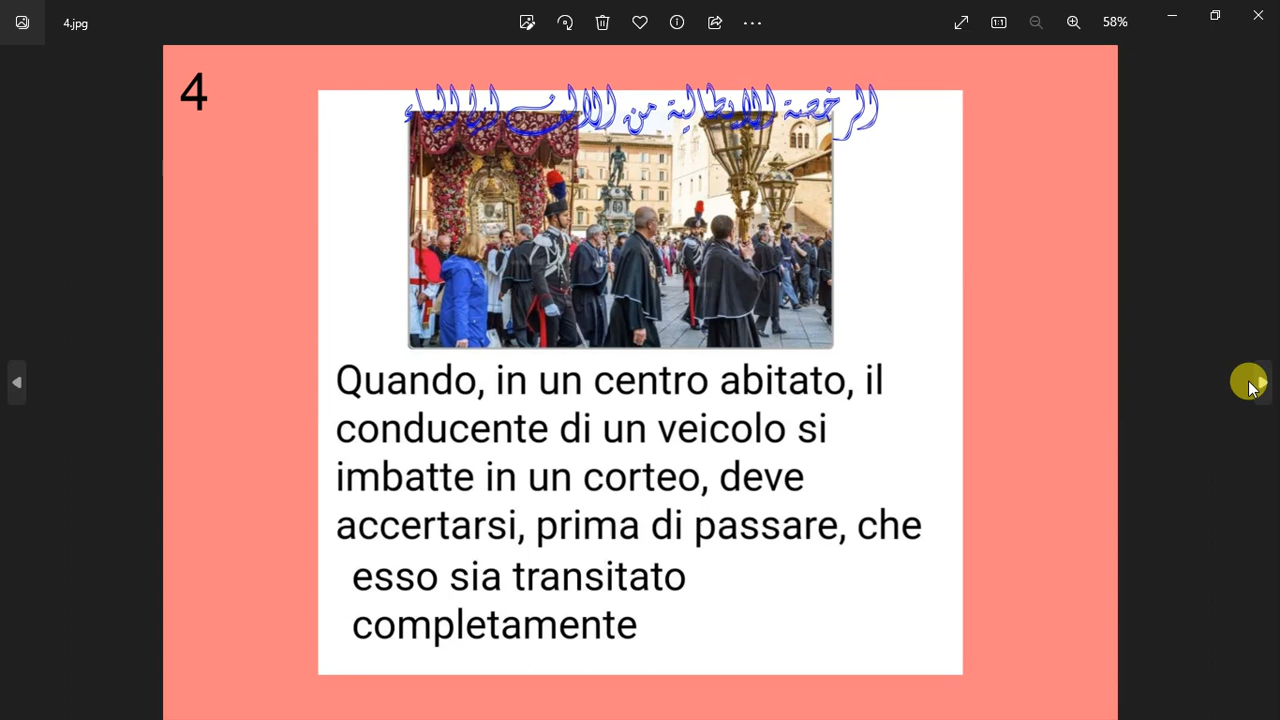 4.jpg
58%
4
الرخصة الايطالية من الالف الى الياء
Quando, in un centro abitato, il
conducente di un veicolo si
imbatte in un corteo, deve
accertarsi, prima di passare, che
esso sia transitato
completamente